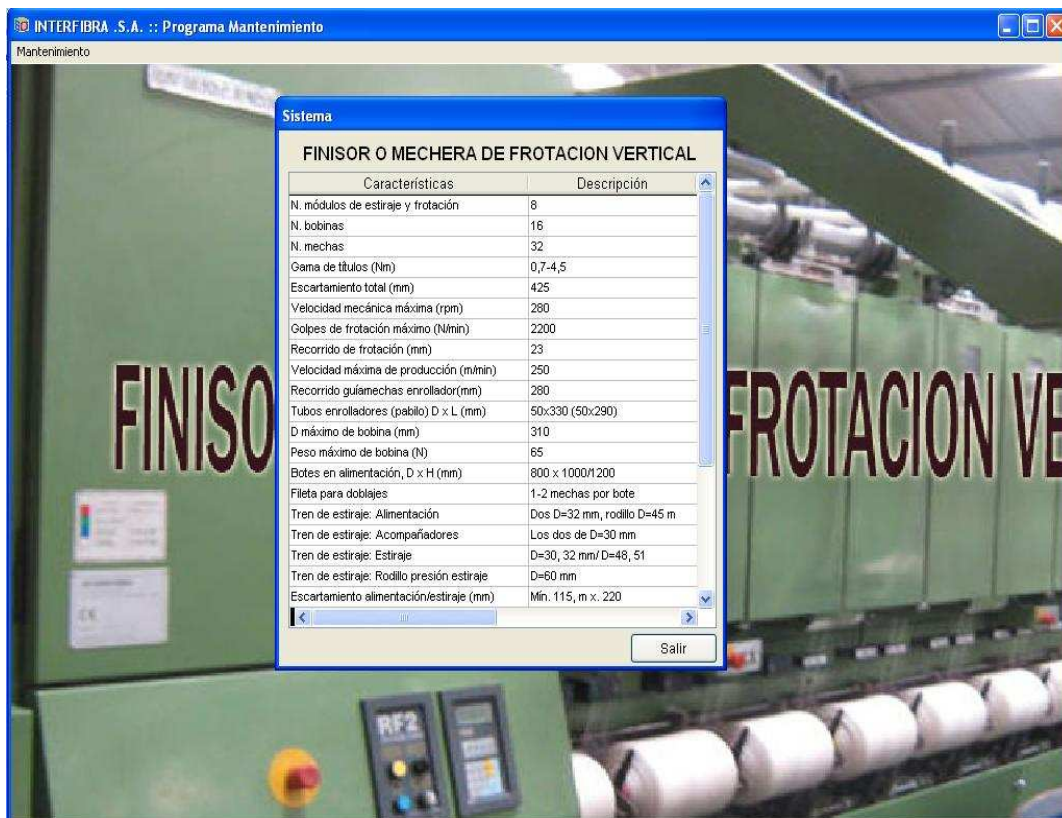 INTERFIBRA .S.A. :: Programa Mantenimiento
Mantenimiento
Sistema
FINISOR O MECHERA DE FROTACION VERTICAL
Características Descripción
N. módulos de estiraje y frotación 8
N. bobinas 16
N. mechas 32
Gama de títulos (Nm) 0,7-4,5
Escartamiento total (mm) 425
Velocidad mecánica máxima (rpm) 280
Golpes de frotación máximo (N/min) 2200
Recorrido de frotación (mm) 23
Velocidad máxima de producción (m/min) 250
Recorrido guíamechas enrollador(mm) 280
Tubos enrolladores (pabilo) D x L (mm) 50x330 (50x290)
D máximo de bobina (mm) 310
Peso máximo de bobina (N) 65
Botes en alimentación, D x H (mm) 800 x 1000/1200
Fileta para doblajes 1-2 mechas por bote
Tren de estiraje: Alimentación Dos D=32 mm, rodillo D=45 m
Tren de estiraje: Acompañadores Los dos de D=30 mm
Tren de estiraje: Estiraje D=30, 32 mm/ D=48, 51
Tren de estiraje: Rodillo presión estiraje D=60 mm
Escartamiento alimentación/estiraje (mm) Mín. 115, m x. 220
Salir
FINISO FROTACION VE
CE
RF2